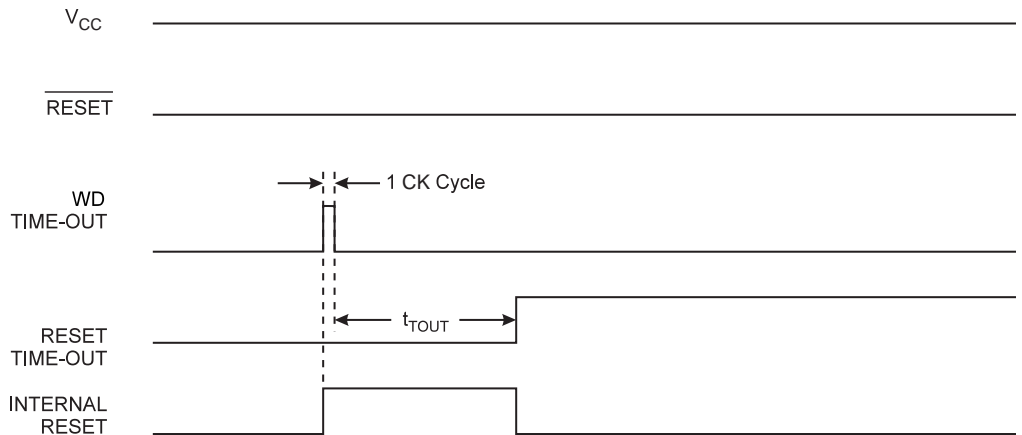 VCC
RESET
1 CK Cycle
WD
TIME-OUT
tTOUT
RESET
TIME-OUT
INTERNAL
RESET